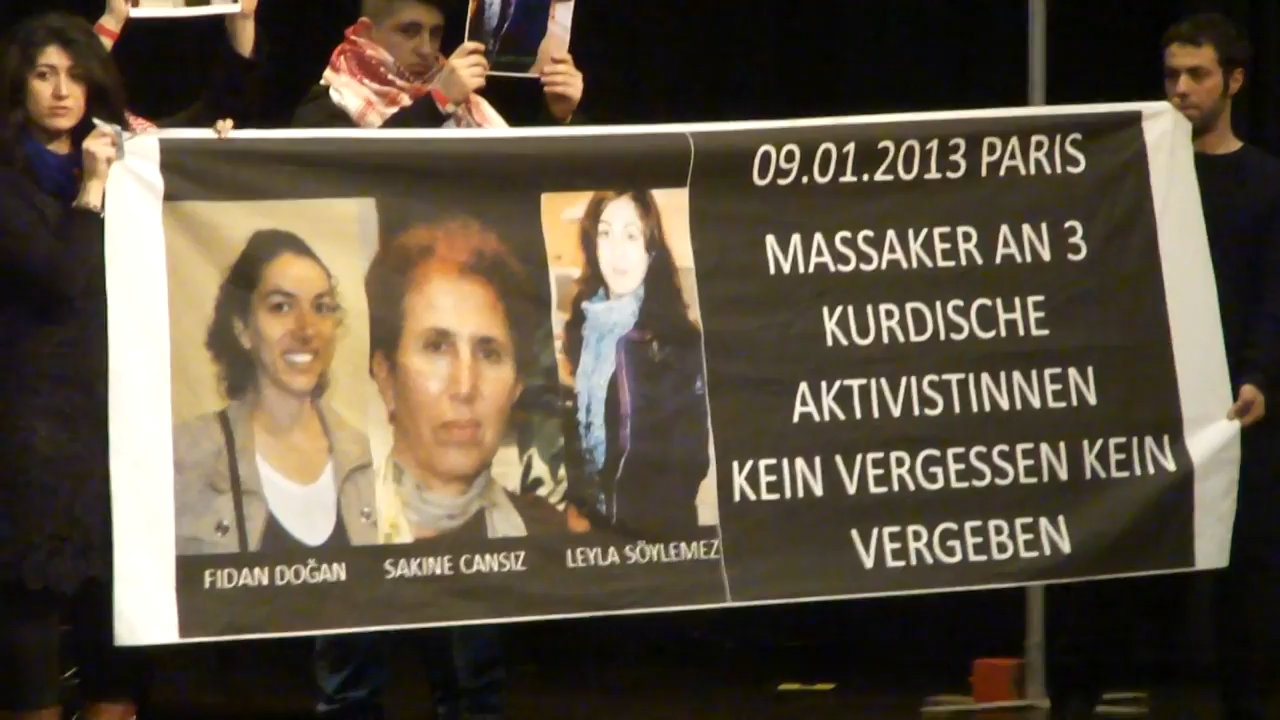 09.01.2013 PARIS
MASSAKER AN 3
KURDISCHE
AKTIVISTINNEN
KEIN VERGESSEN KEIN
VERGEBEN
FIDAN DOĞAN
SAKINE CANSIZ
LEYLA SÖYLEMEZ